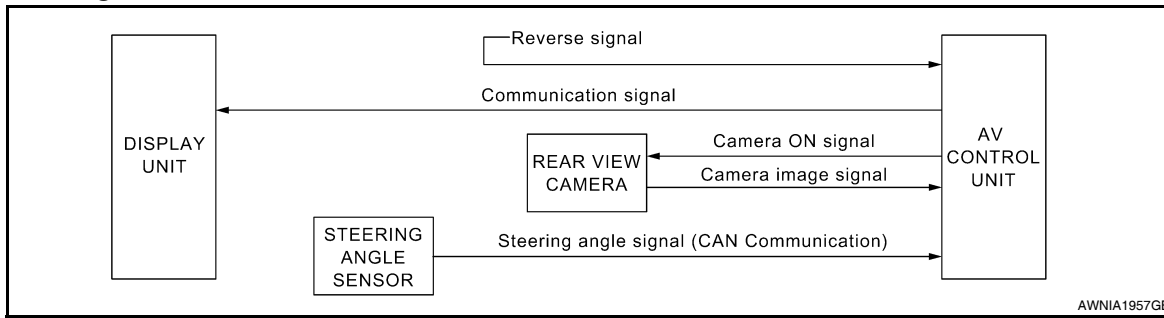 Reverse signal
Communication signal
DISPLAY
UNIT
Camera ON signal
REAR VIEW
CAMERA
Camera image signal
AV
CONTROL
UNIT
STEERING
ANGLE
SENSOR
Steering angle signal (CAN Communication)